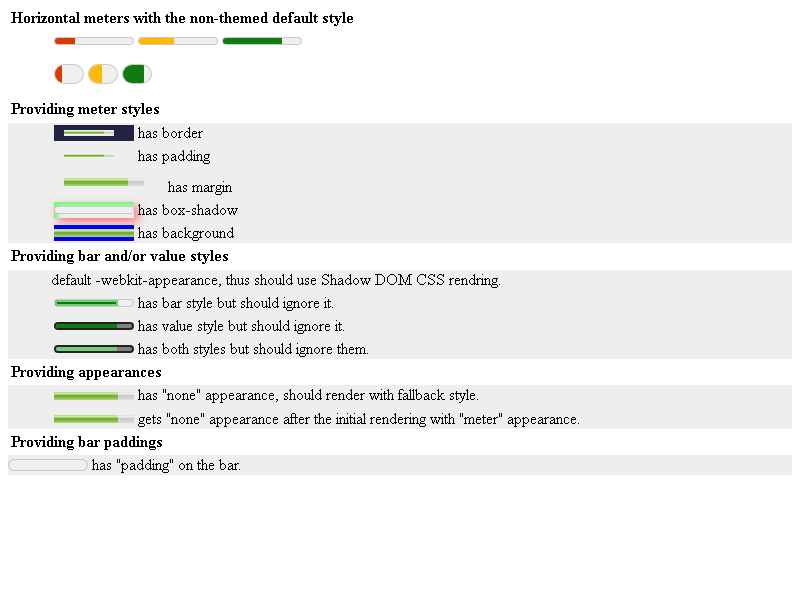 Horizontal meters with the non-themed default style
Providing meter styles
has border
has padding
has margin
has box-shadow
has background
Providing bar and/or value styles
default -webkit-appearance, thus should use Shadow DOM CSS rendring.
has bar style but should ignore it.
has value style but should ignore it.
has both styles but should ignore them.
Providing appearances
has "none" appearance, should render with fallback style.
gets "none" appearance after the initial rendering with "meter" appearance.
Providing bar paddings
has "padding" on the bar.